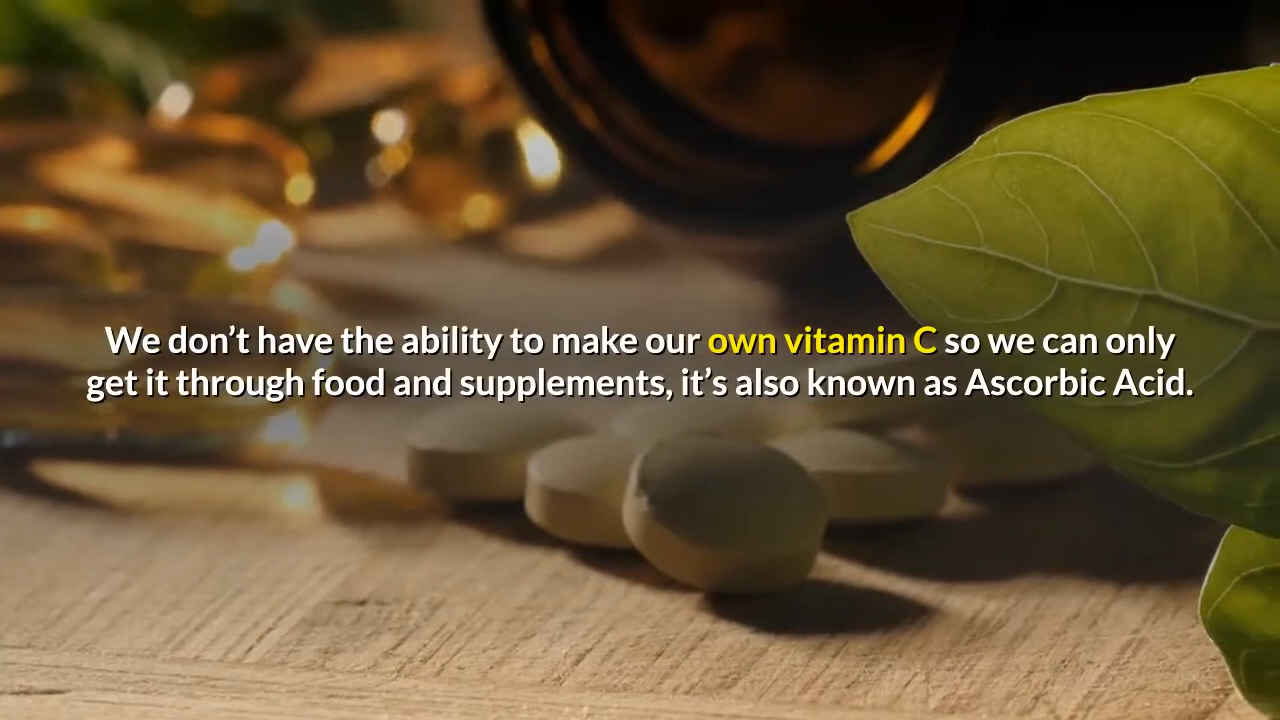 We don’t have the ability to make our own vitamin C so we can only
get it through food and supplements, it’s also known as Ascorbic Acid.